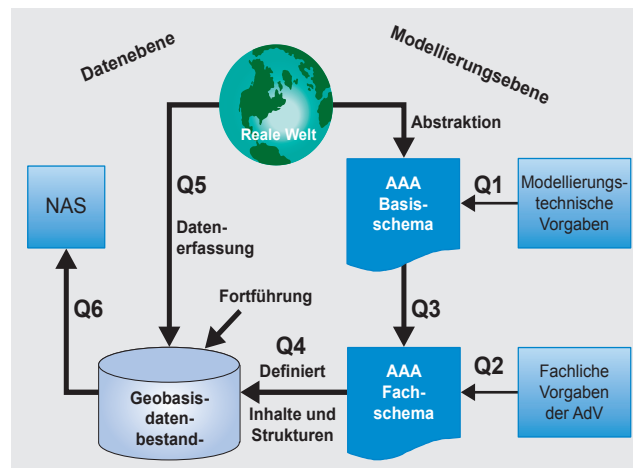 Datenebene
Modellierungsebene
Reale Welt
Abstraktion
Q5
NAS
AAA
Basis-
schema
Q1
Modellierungs-
technische
Vorgaben
Daten-
erfassung
Fortführung
Q6
Q3
Q4
Definiert
Inhalte und
Strukturen
Geobasis-
daten-
bestand-
AAA
Fach-
schema
Q2
Fachliche
Vorgaben
der AdV